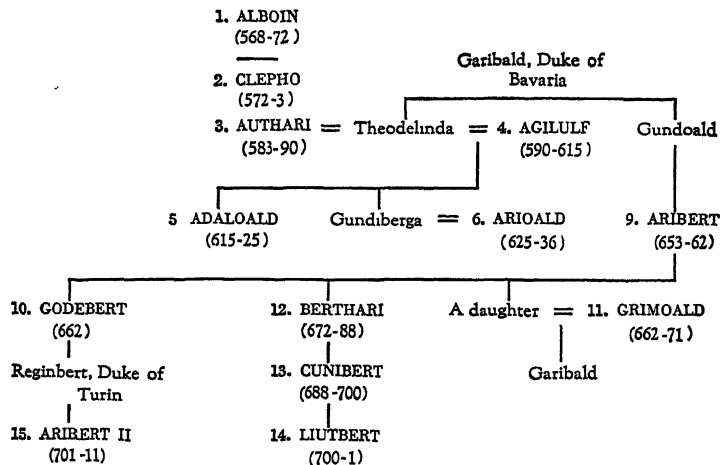 1. ALBOIN
(568-72)
Garibald, Duke of
Bavaria
2. CLEPHO
(572-3)
3. AUTHARI = Theodelinda = 4. AGILULF Gundoald
(583-90) (590-615)
5 ADALOALD Gundiberga = 6. ARIOALD 9. ARIBERT
(615-25) (625-36) (653-62)
10. GODEBERT 12. BERTHARI A daughter = 11. GRIMOALD
(662) (672-88) (662-71)
Reginbert, Duke of 13. CUNIBERT Garibald
Turin (688-700)
15. ARIBERT II 14. LIUTBERT
(701-11) (700-1)